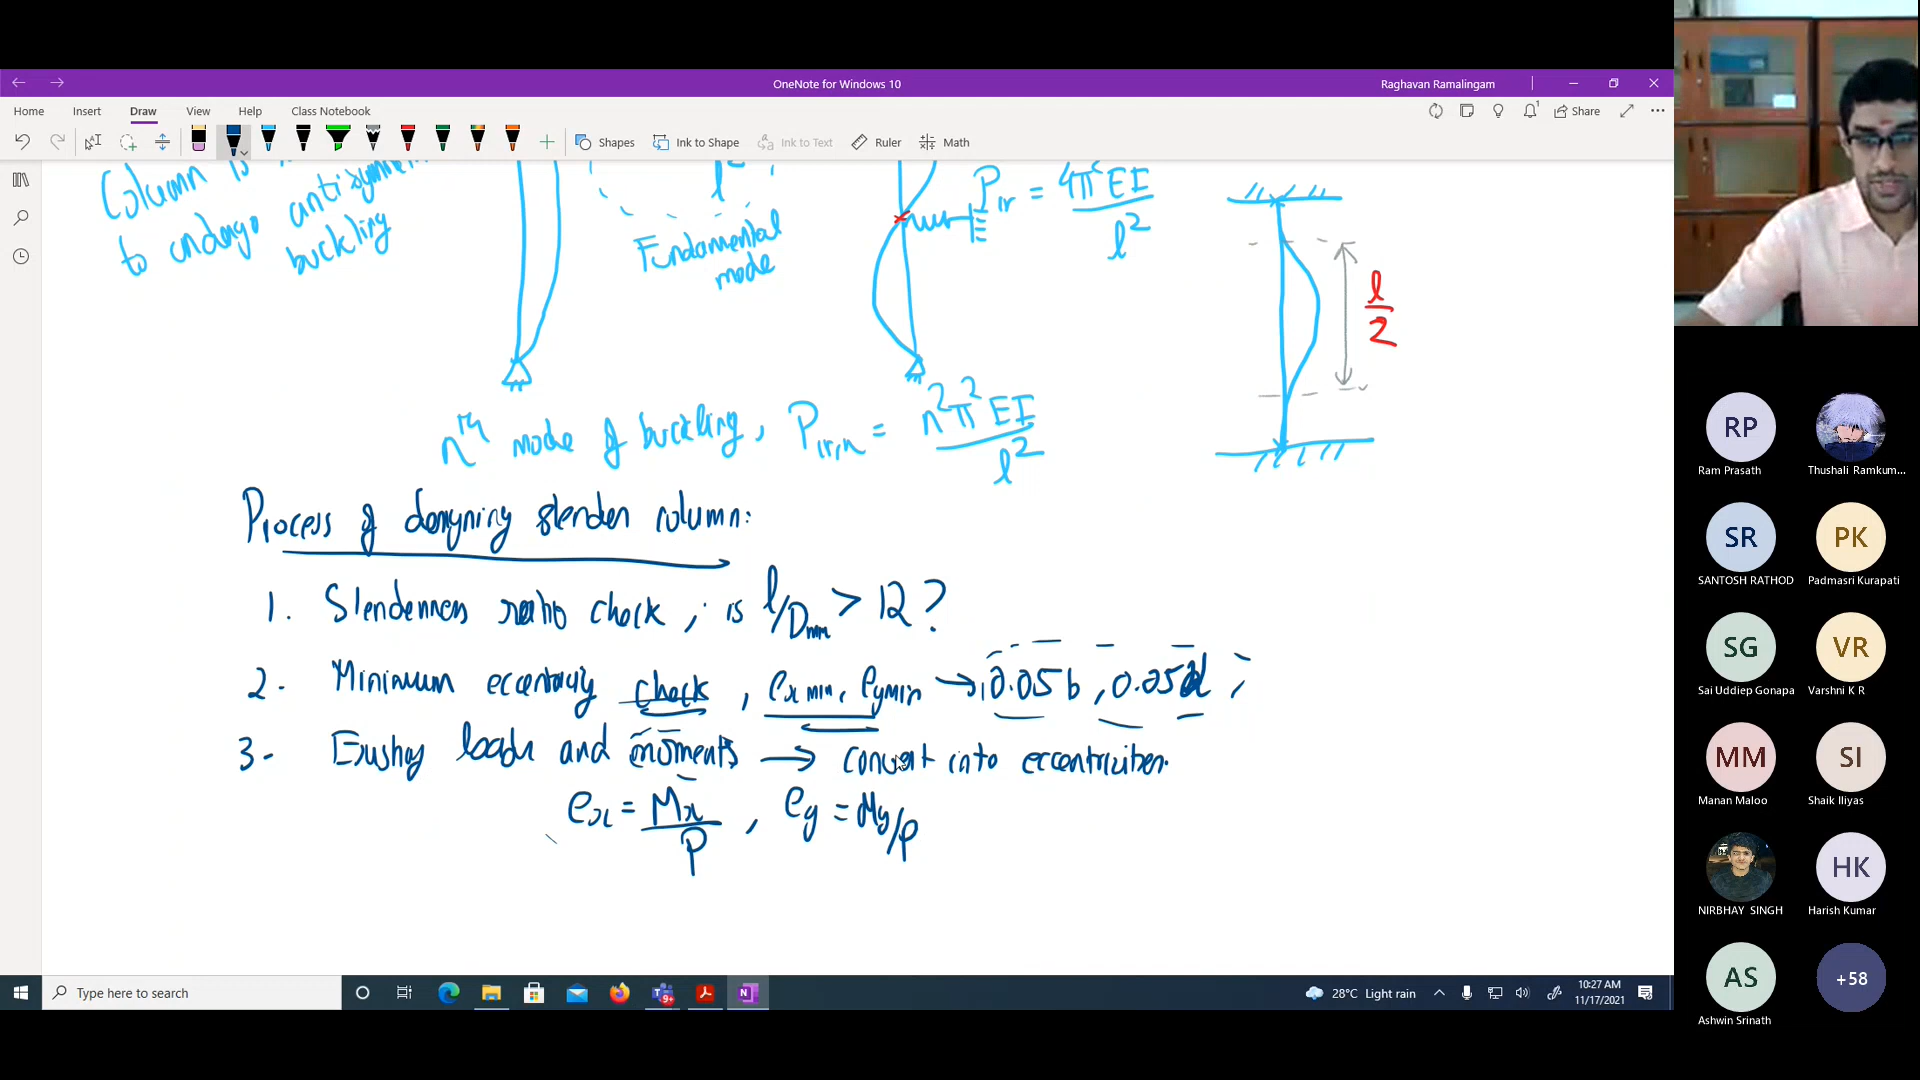 OneNote for Windows 10
Raghavan Ramalingam
Home Insert Draw View Help Class Notebook
Share
Shapes Ink to Shape Ink to Text Ruler Math
Column is
to undergo antisymm
buckling
l²
Fundamental
mode
Pcr = 4π²EI / l²
l/2
nth mode of buckling, Pcr,n = n²π²EI / l²
Process of designing slender column:
1. Slenderness ratio check, is l/Dmin > 12 ?
2. Minimum eccentricity check, exmin, eymin → 0.05b, 0.05d ;
3. Existing loads and moments → convert into eccentricities.
ex = Mx/P , ey = My/P
Type here to search
28°C Light rain
10:27 AM
11/17/2021
RP
Ram Prasath
Thushali Ramkum...
SR
SANTOSH RATHOD
PK
Padmasri Kurapati
SG
Sai Uddiep Gonapa
VR
Varshni K R
MM
Manan Maloo
SI
Shaik Iliyas
NIRBHAY SINGH
HK
Harish Kumar
AS
Ashwin Srinath
+58